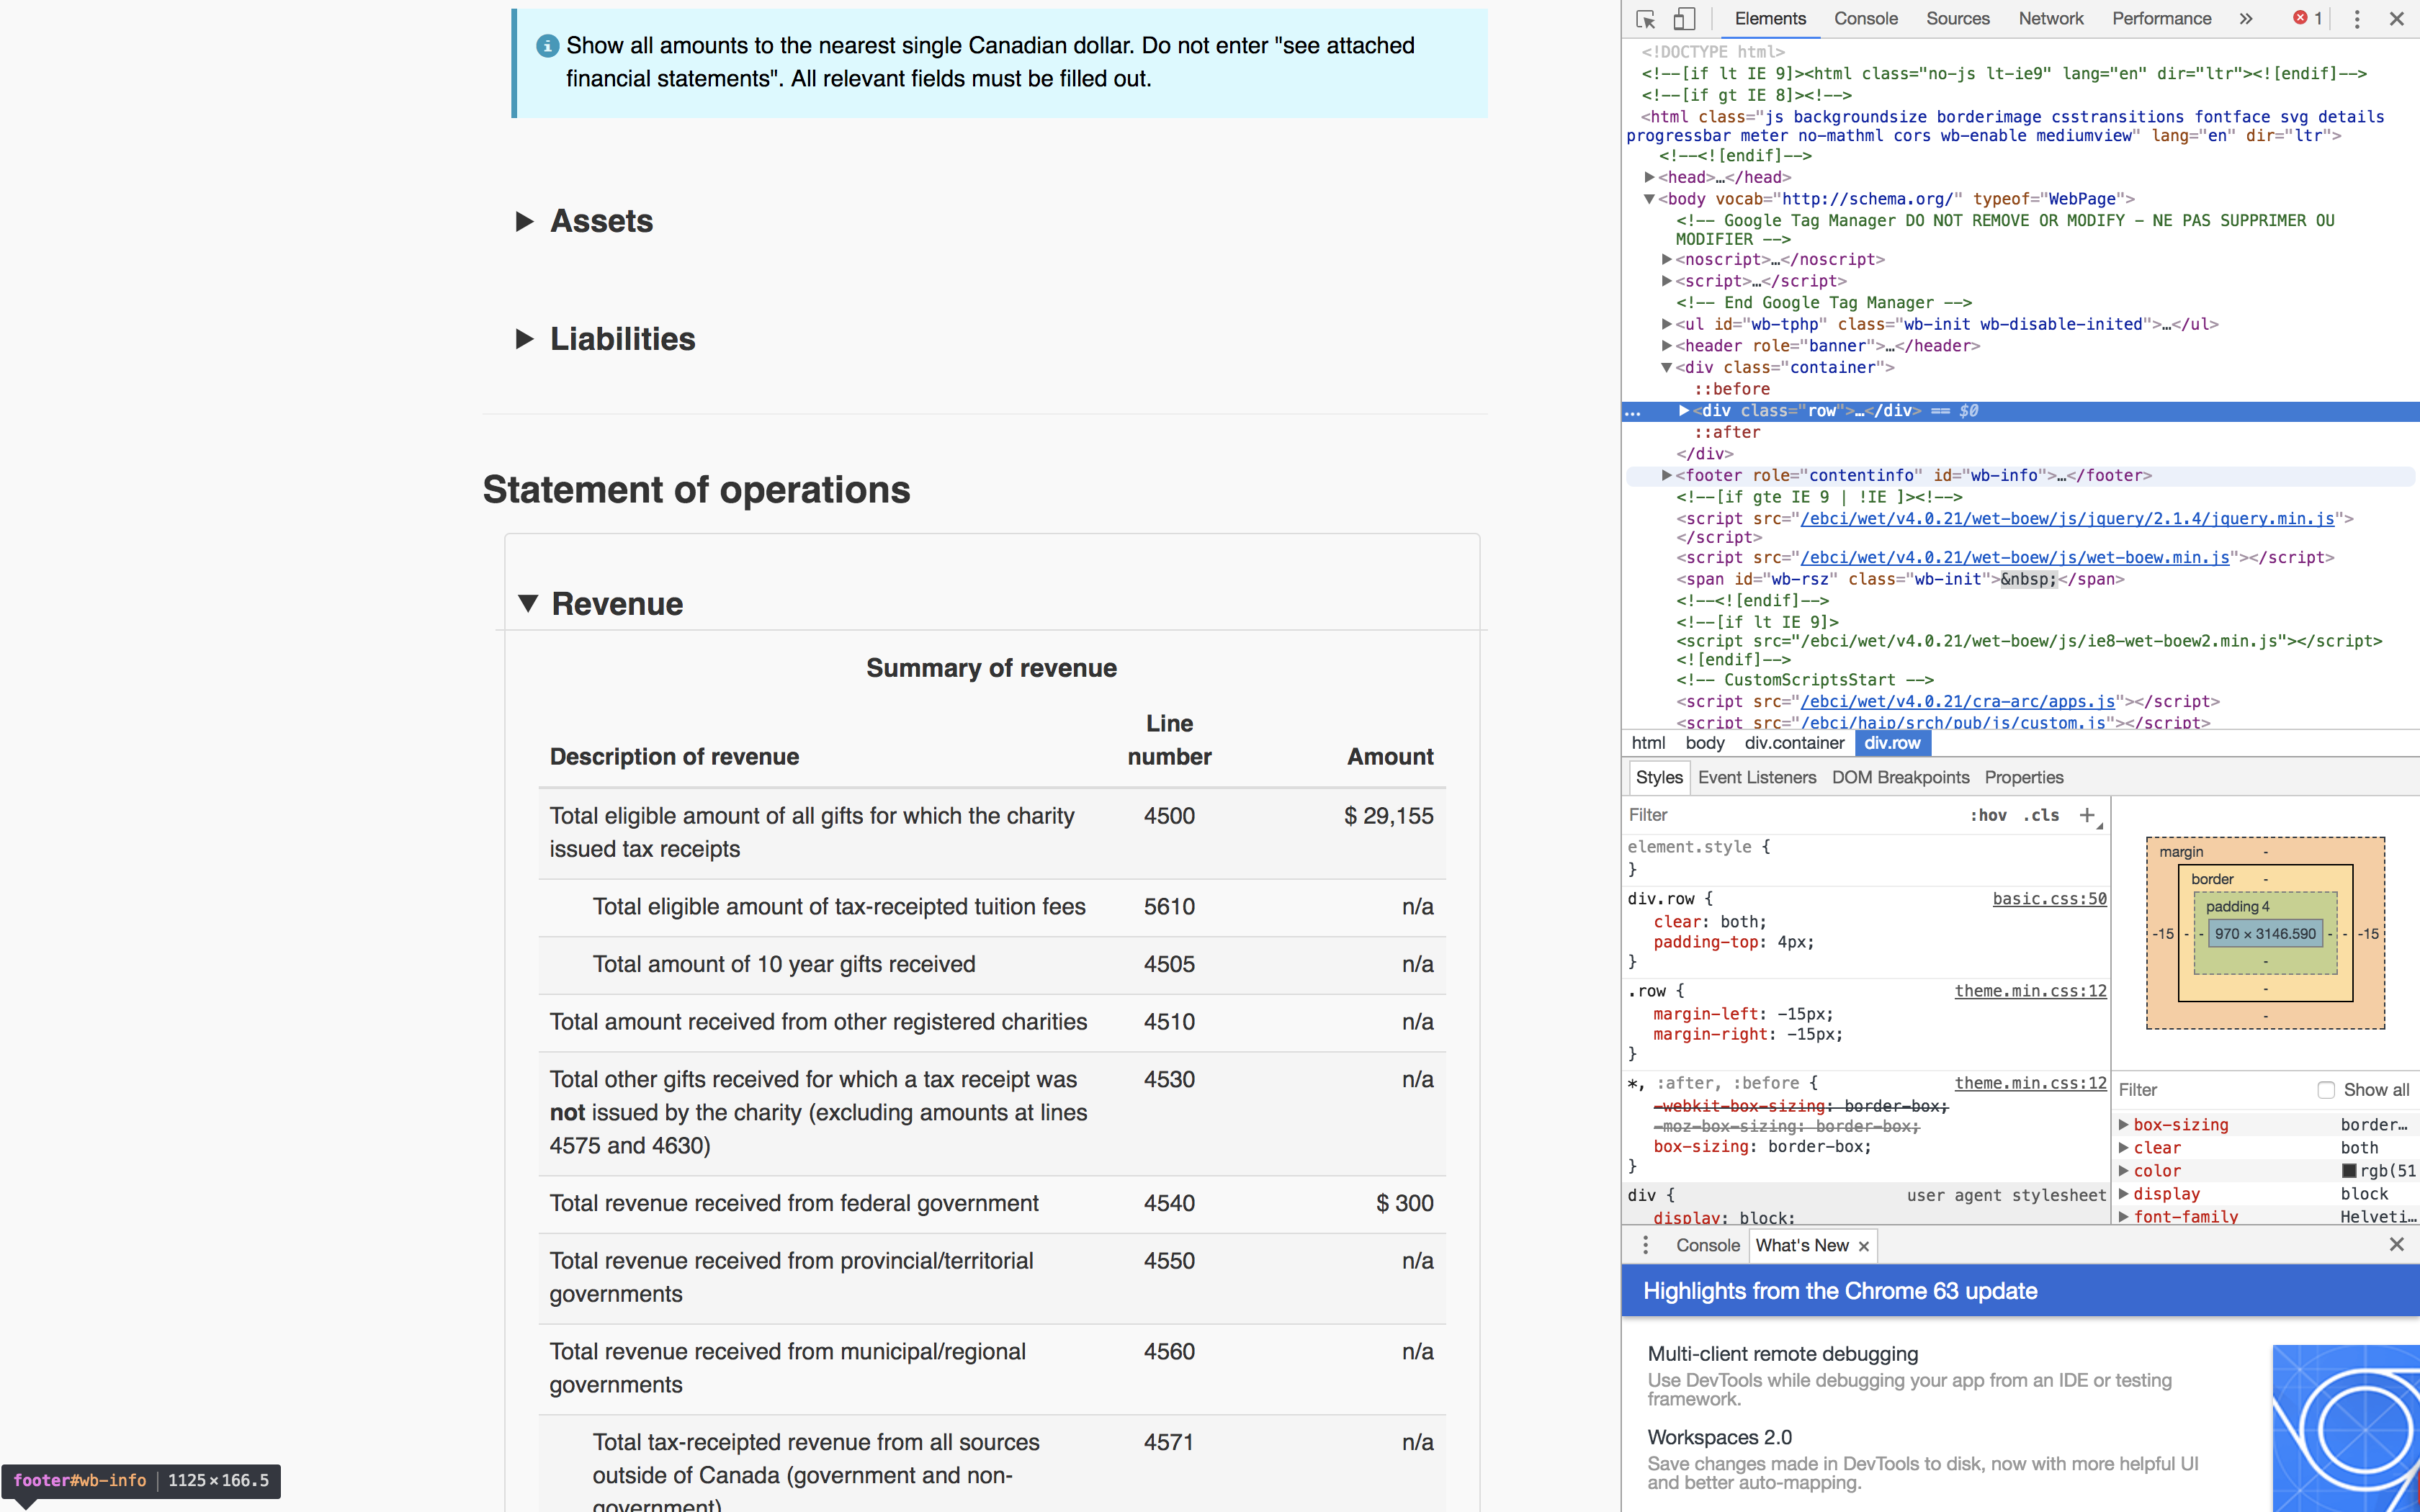 Show all amounts to the nearest single Canadian dollar. Do not enter "see attached
financial statements". All relevant fields must be filled out.
Assets
Liabilities
Statement of operations
Revenue
Summary of revenue
Description of revenue Line number Amount
Total eligible amount of all gifts for which the charity 4500 $ 29,155
issued tax receipts
Total eligible amount of tax-receipted tuition fees 5610 n/a
Total amount of 10 year gifts received 4505 n/a
Total amount received from other registered charities 4510 n/a
Total other gifts received for which a tax receipt was 4530 n/a
not issued by the charity (excluding amounts at lines
4575 and 4630)
Total revenue received from federal government 4540 $ 300
Total revenue received from provincial/territorial 4550 n/a
governments
Total revenue received from municipal/regional 4560 n/a
governments
Total tax-receipted revenue from all sources 4571 n/a
outside of Canada (government and non-
government)
footer#wb-info 1125 × 166.5
Elements Console Sources Network Performance » 1
<!DOCTYPE html>
<!--[if lt IE 9]><html class="no-js lt-ie9" lang="en" dir="ltr"><![endif]-->
<!--[if gt IE 8]><!-->
<html class="js backgroundsize borderimage csstransitions fontface svg details
progressbar meter no-mathml cors wb-enable mediumview" lang="en" dir="ltr">
<!--<![endif]-->
<head>…</head>
<body vocab="http://schema.org/" typeof="WebPage">
<!-- Google Tag Manager DO NOT REMOVE OR MODIFY - NE PAS SUPPRIMER OU
MODIFIER -->
<noscript>…</noscript>
<script>…</script>
<!-- End Google Tag Manager -->
<ul id="wb-tphp" class="wb-init wb-disable-inited">…</ul>
<header role="banner">…</header>
<div class="container">
::before
... <div class="row">…</div> == $0
::after
</div>
<footer role="contentinfo" id="wb-info">…</footer>
<!--[if gte IE 9 | !IE ]><!-->
<script src="/ebci/wet/v4.0.21/wet-boew/js/jquery/2.1.4/jquery.min.js">
</script>
<script src="/ebci/wet/v4.0.21/wet-boew/js/wet-boew.min.js"></script>
<span id="wb-rsz" class="wb-init">&nbsp;</span>
<!--<![endif]-->
<!--[if lt IE 9]>
<script src="/ebci/wet/v4.0.21/wet-boew/js/ie8-wet-boew2.min.js"></script>
<![endif]-->
<!-- CustomScriptsStart -->
<script src="/ebci/wet/v4.0.21/cra-arc/apps.js"></script>
<script src="/ebci/haip/srch/pub/js/custom.js"></script>
html body div.container div.row
Styles Event Listeners DOM Breakpoints Properties
Filter :hov .cls +
element.style {
}
div.row { basic.css:50
clear: both;
padding-top: 4px;
}
.row { theme.min.css:12
margin-left: -15px;
margin-right: -15px;
}
*, :after, :before { theme.min.css:12
-webkit-box-sizing: border-box;
-moz-box-sizing: border-box;
box-sizing: border-box;
}
div { user agent stylesheet
display: block;
margin -
border -
padding 4
-15 - - 970 × 3146.590 - - -15
-
-
-
Filter Show all
box-sizing border…
clear both
color rgb(51
display block
font-family Helveti…
Console What's New
Highlights from the Chrome 63 update
Multi-client remote debugging
Use DevTools while debugging your app from an IDE or testing
framework.
Workspaces 2.0
Save changes made in DevTools to disk, now with more helpful UI
and better auto-mapping.